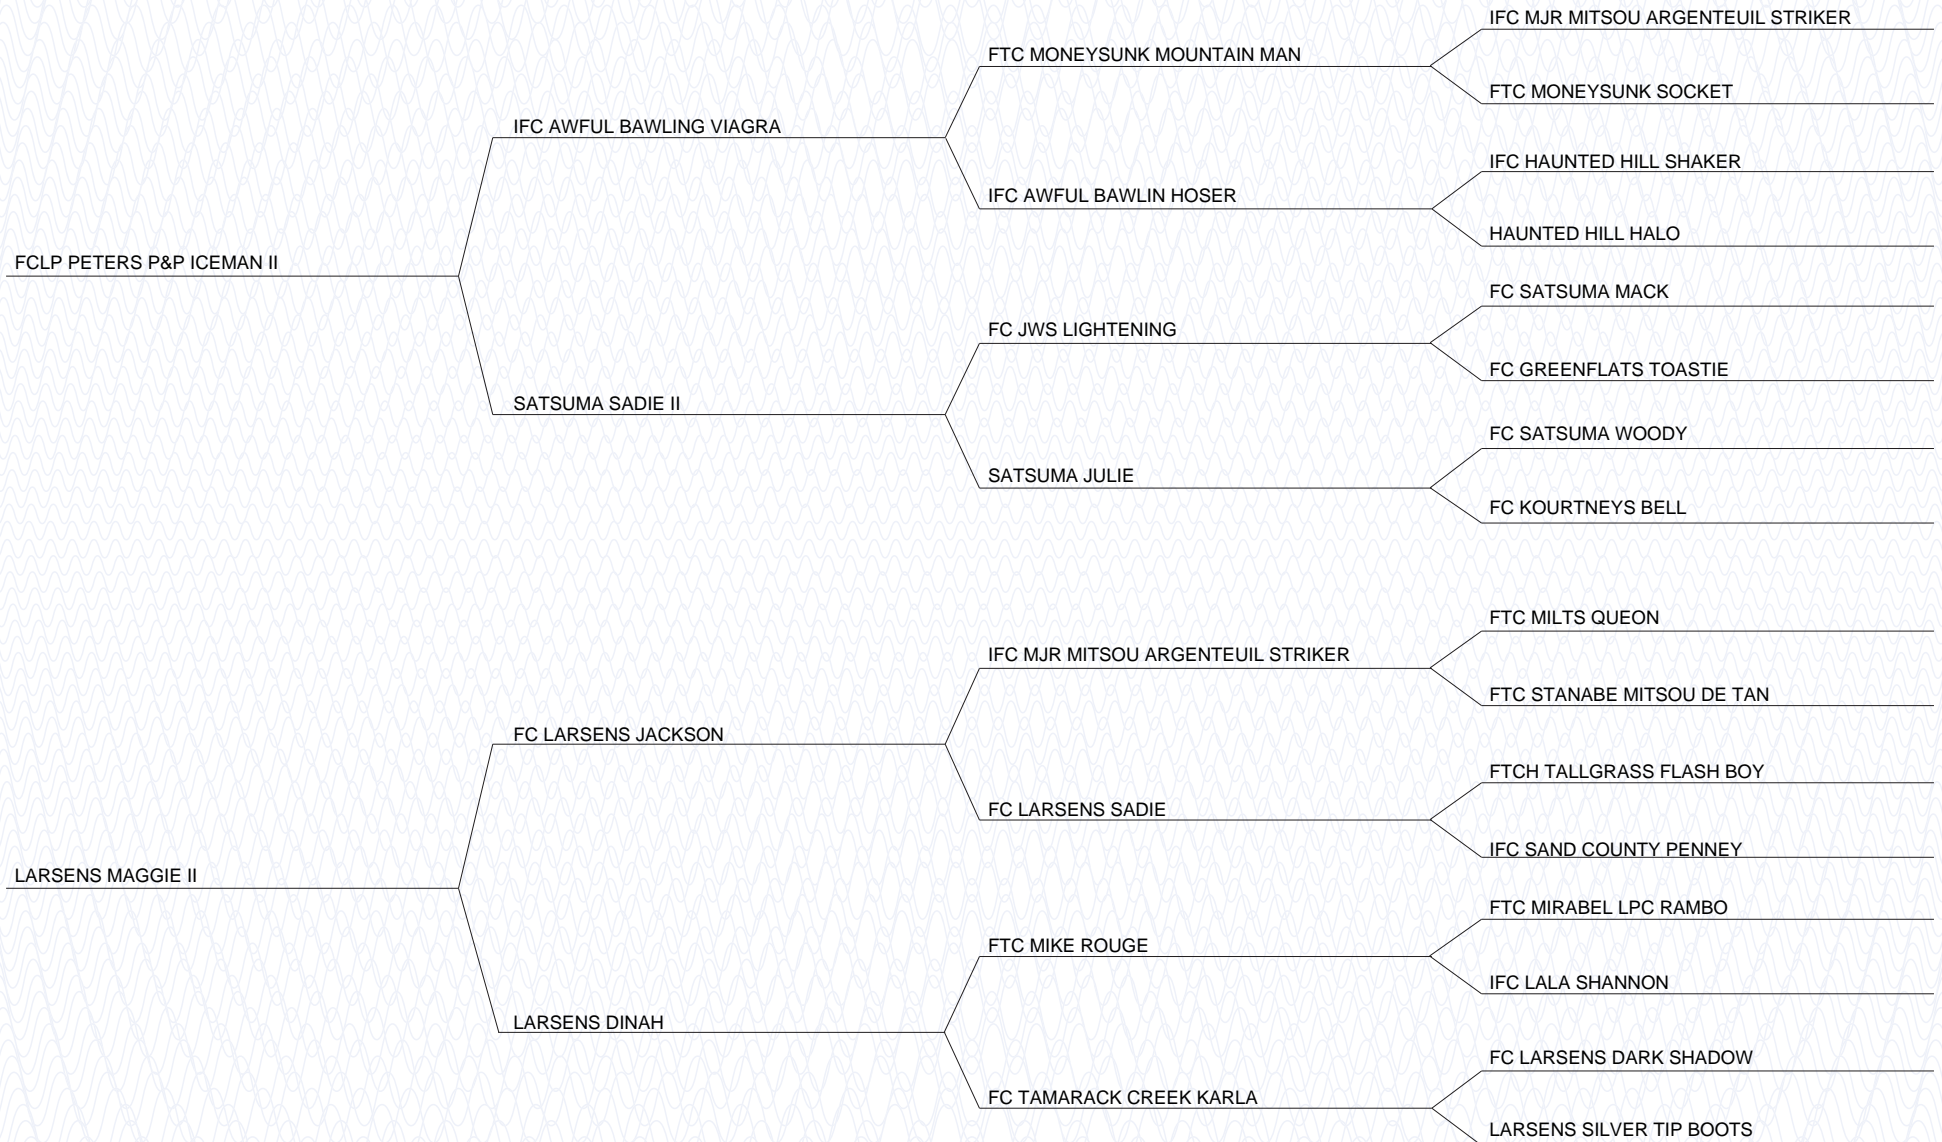 IFC MJR MITSOU ARGENTEUIL STRIKER
FTC MONEYSUNK MOUNTAIN MAN
FTC MONEYSUNK SOCKET
IFC AWFUL BAWLING VIAGRA
IFC HAUNTED HILL SHAKER
IFC AWFUL BAWLIN HOSER
HAUNTED HILL HALO
FCLP PETERS P&P ICEMAN II
FC SATSUMA MACK
FC JWS LIGHTENING
FC GREENFLATS TOASTIE
SATSUMA SADIE II
FC SATSUMA WOODY
SATSUMA JULIE
FC KOURTNEYS BELL
FTC MILTS QUEON
IFC MJR MITSOU ARGENTEUIL STRIKER
FTC STANABE MITSOU DE TAN
FC LARSENS JACKSON
FTCH TALLGRASS FLASH BOY
FC LARSENS SADIE
IFC SAND COUNTY PENNEY
LARSENS MAGGIE II
FTC MIRABEL LPC RAMBO
FTC MIKE ROUGE
IFC LALA SHANNON
LARSENS DINAH
FC LARSENS DARK SHADOW
FC TAMARACK CREEK KARLA
LARSENS SILVER TIP BOOTS